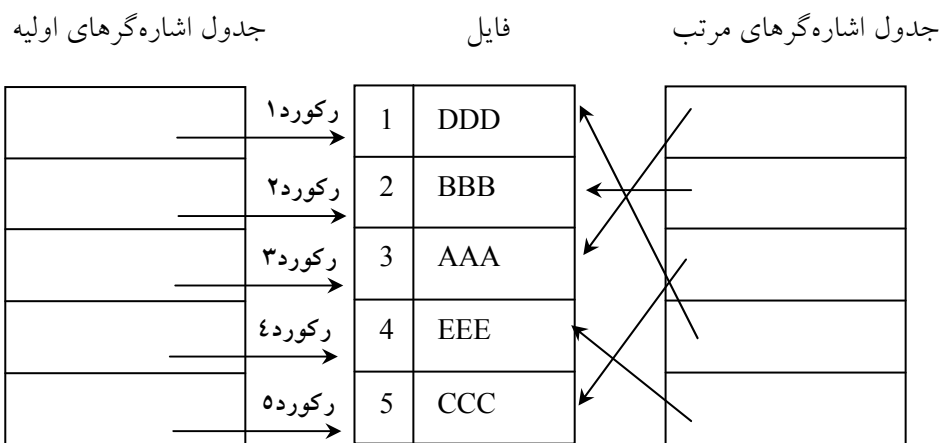 جدول اشاره‌گرهای مرتب فایل جدول اشاره‌گرهای اولیه
رکورد۱ 1 DDD
رکورد۲ 2 BBB
رکورد۳ 3 AAA
رکورد٤ 4 EEE
رکورد٥ 5 CCC